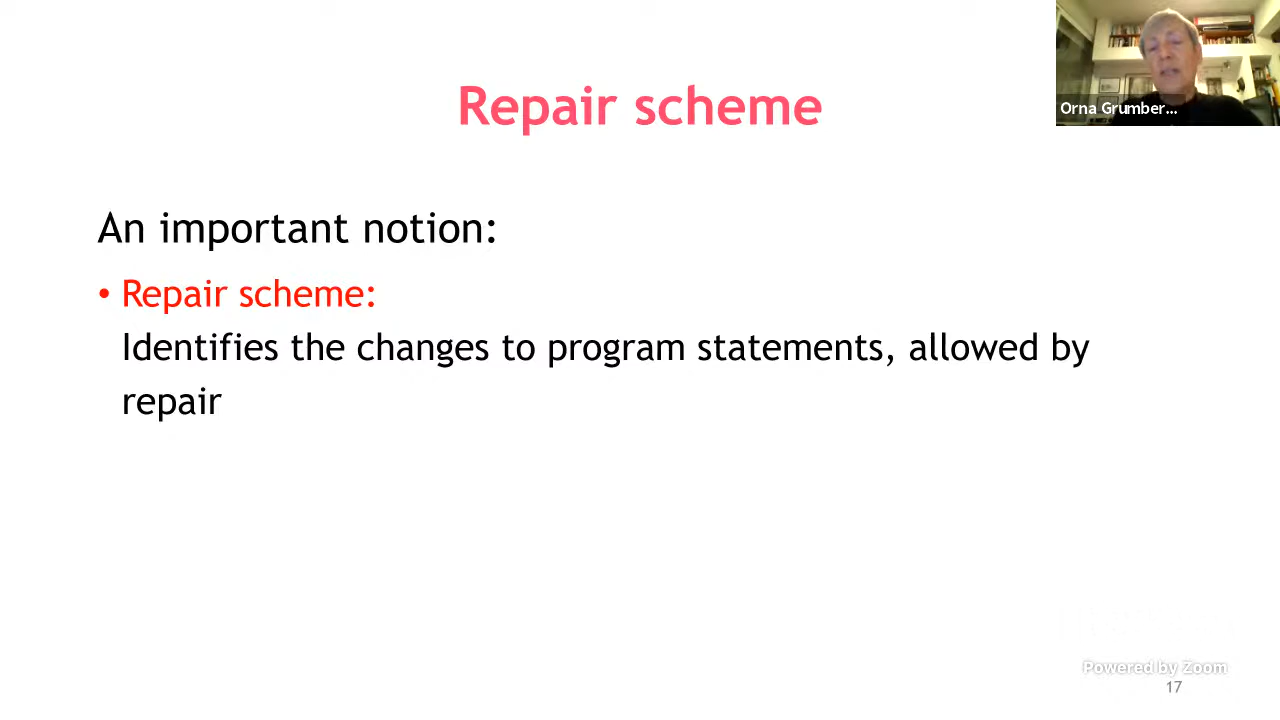 Repair scheme
Orna Grumber...
An important notion:
• Repair scheme:
Identifies the changes to program statements, allowed by
repair
Powered by Zoom
17